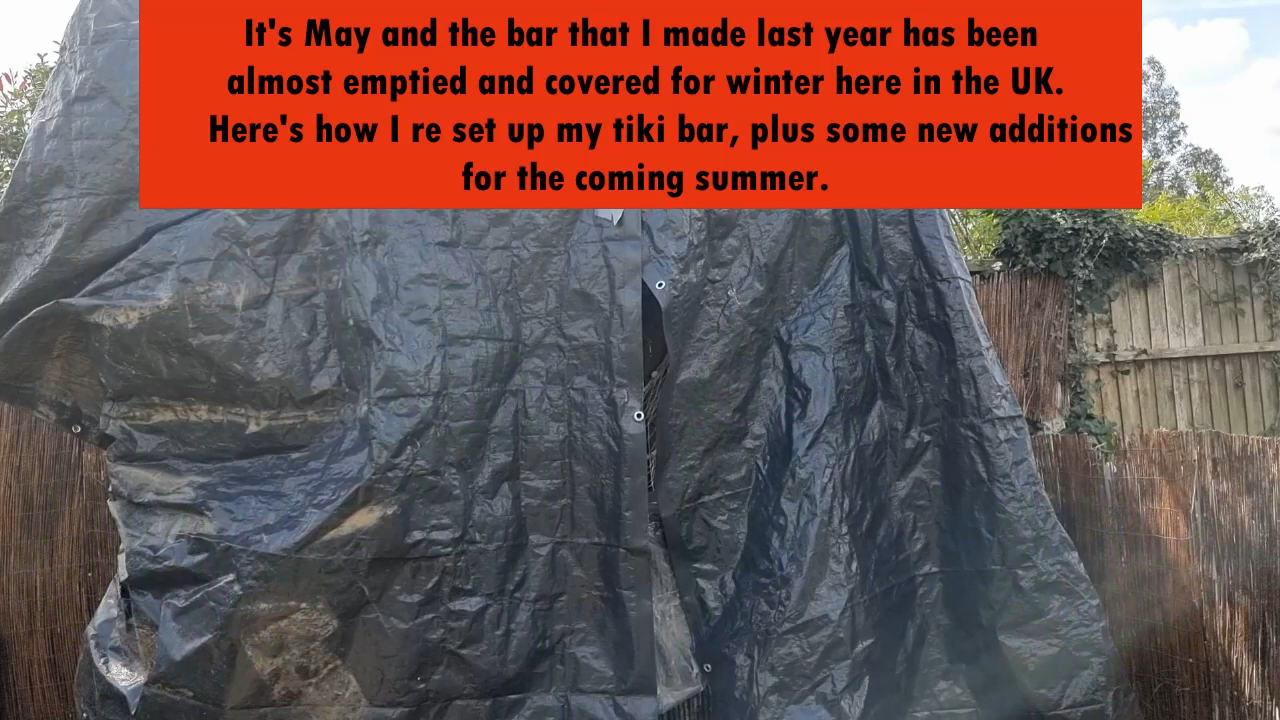 It's May and the bar that I made last year has been
almost emptied and covered for winter here in the UK.
Here's how I re set up my tiki bar, plus some new additions
for the coming summer.